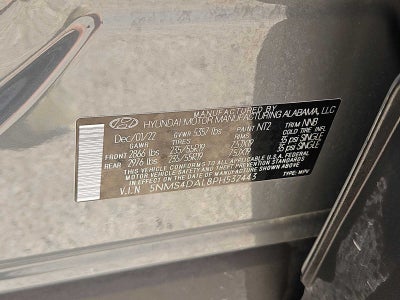 MANUFACTURED BY
HYUNDAI MOTOR MANUFACTURING ALABAMA, LLC
Dec/01/22 GVWR 5357 lbs PAINT NT2 TRIM NNB
TIRES RIMS COLD TIRE INF.
FRONT 2866 lbs 235/55R19 7.5JX19 35 psi SINGLE
REAR 2976 lbs 235/55R19 7.5JX19 35 psi SINGLE
THIS VEHICLE CONFORMS TO ALL APPLICABLE U.S.A. FEDERAL
MOTOR VEHICLE SAFETY AND THEFT PREVENTION STANDARDS
IN EFFECT ON THE DATE OF MANUFACTURE SHOWN ABOVE.
V.I.N 5NMS4DAL8PH537443 TYPE: MPV